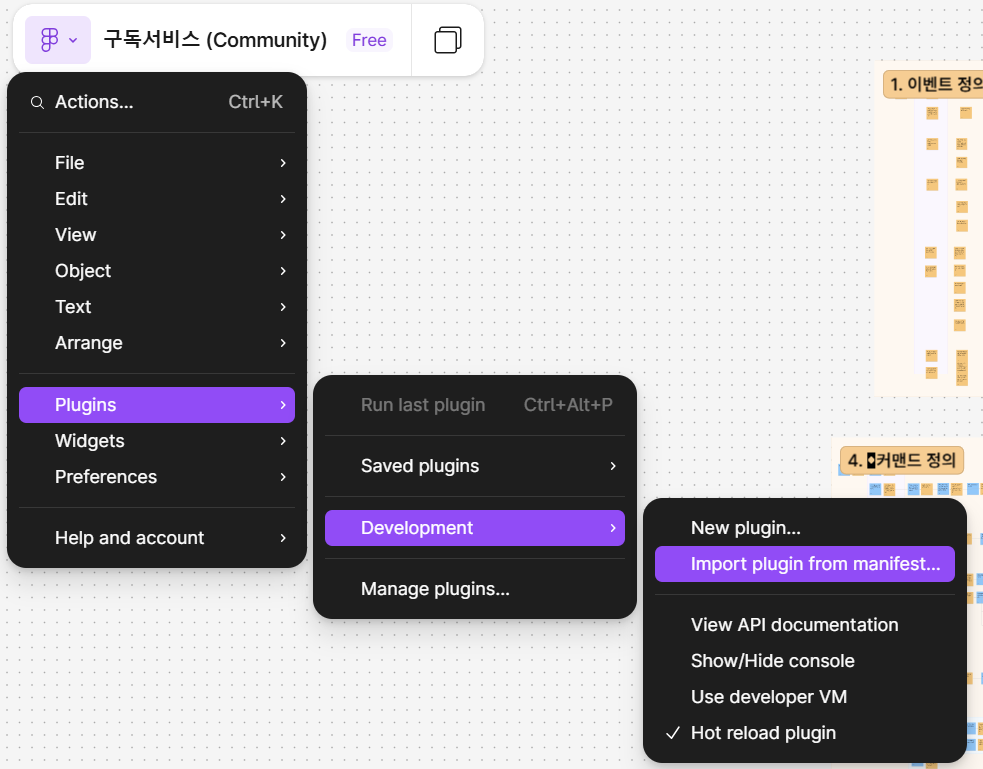 구독서비스 (Community)
Free
Actions...
Ctrl+K
File
Edit
View
Object
Text
Arrange
Plugins
Widgets
Preferences
Help and account
Run last plugin
Ctrl+Alt+P
Saved plugins
Development
Manage plugins...
New plugin...
Import plugin from manifest...
View API documentation
Show/Hide console
Use developer VM
Hot reload plugin
1. 이벤트 정의
4. 커맨드 정의